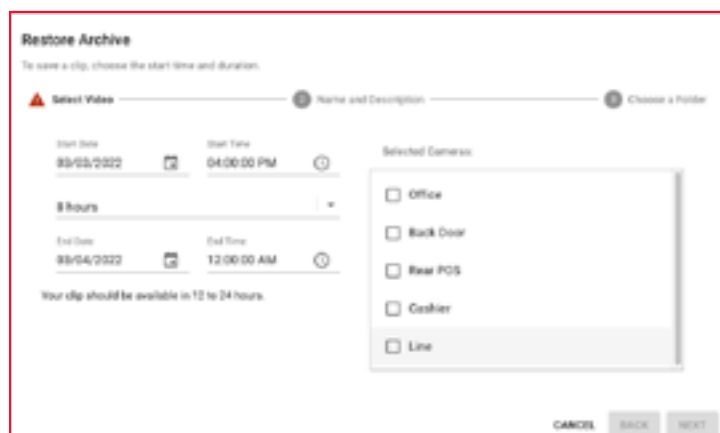 Restore Archive
To save a clip, choose the start time and duration.
Select Video
2 Name and Description
3 Choose a Folder
Start Date
03/03/2022
Start Time
04:00:00 PM
8 hours
End Date
03/04/2022
End Time
12:00:00 AM
Your clip should be available in 12 to 24 hours.
Selected Cameras:
Office
Back Door
Rear POS
Cashier
Line
CANCEL
BACK
NEXT